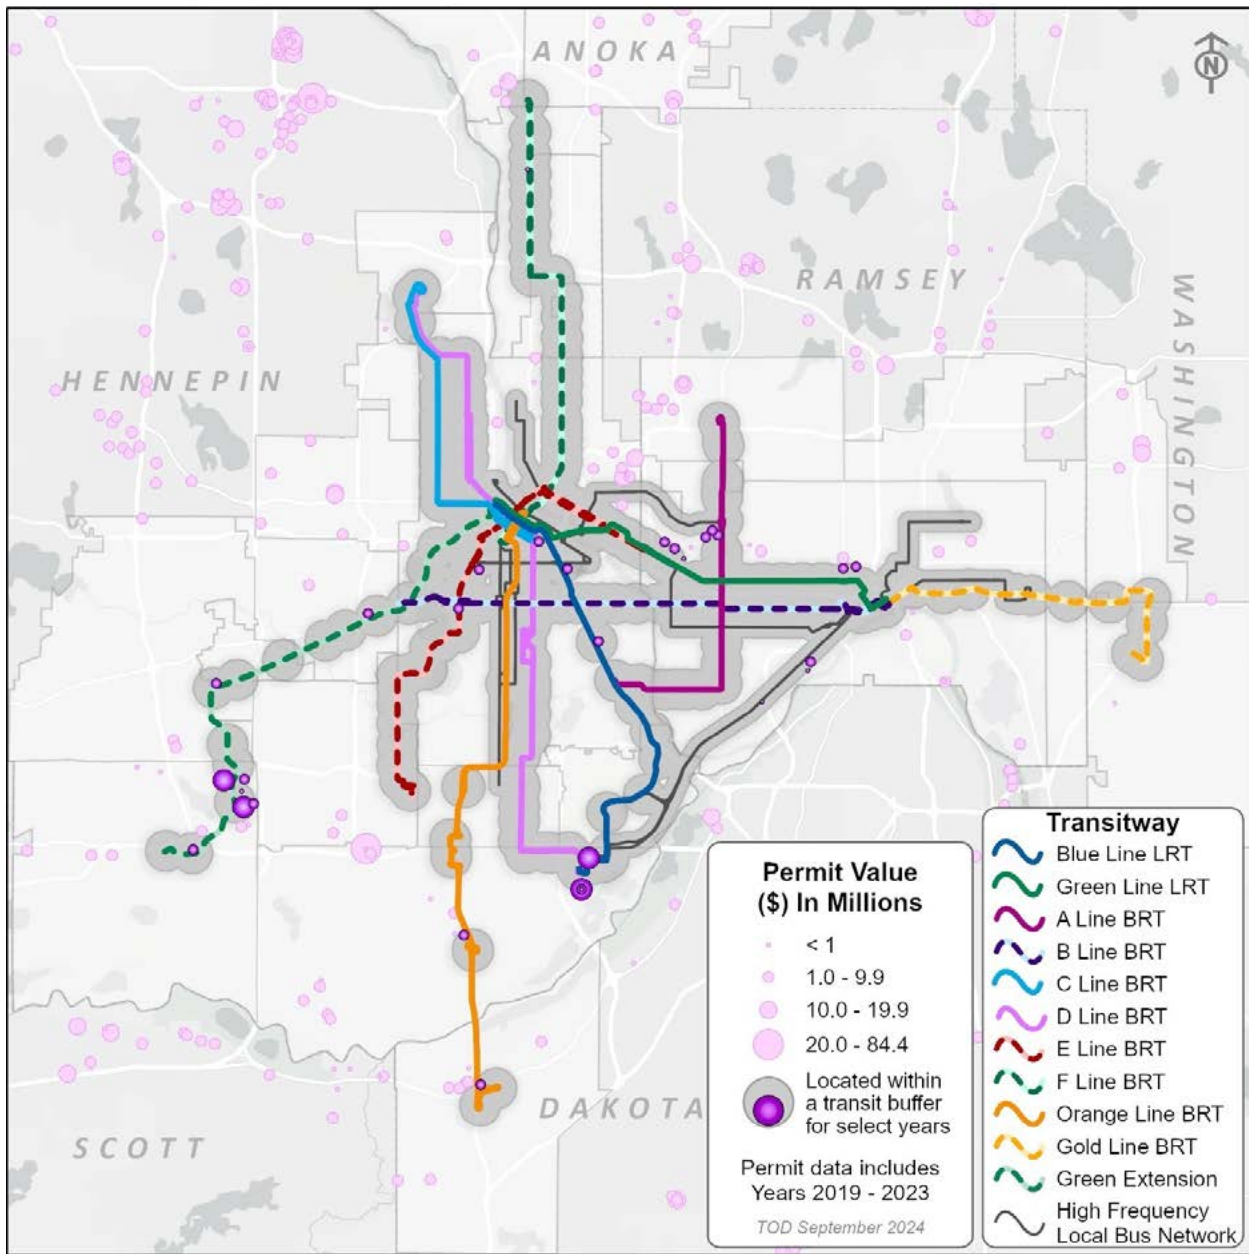 ANOKA
N
RAMSEY
WASHINGTON
HENNEPIN
DAKOTA
SCOTT
Permit Value
($) In Millions
< 1
1.0 - 9.9
10.0 - 19.9
20.0 - 84.4
Located within
a transit buffer
for select years
Permit data includes
Years 2019 - 2023
TOD September 2024
Transitway
Blue Line LRT
Green Line LRT
A Line BRT
B Line BRT
C Line BRT
D Line BRT
E Line BRT
F Line BRT
Orange Line BRT
Gold Line BRT
Green Extension
High Frequency
Local Bus Network